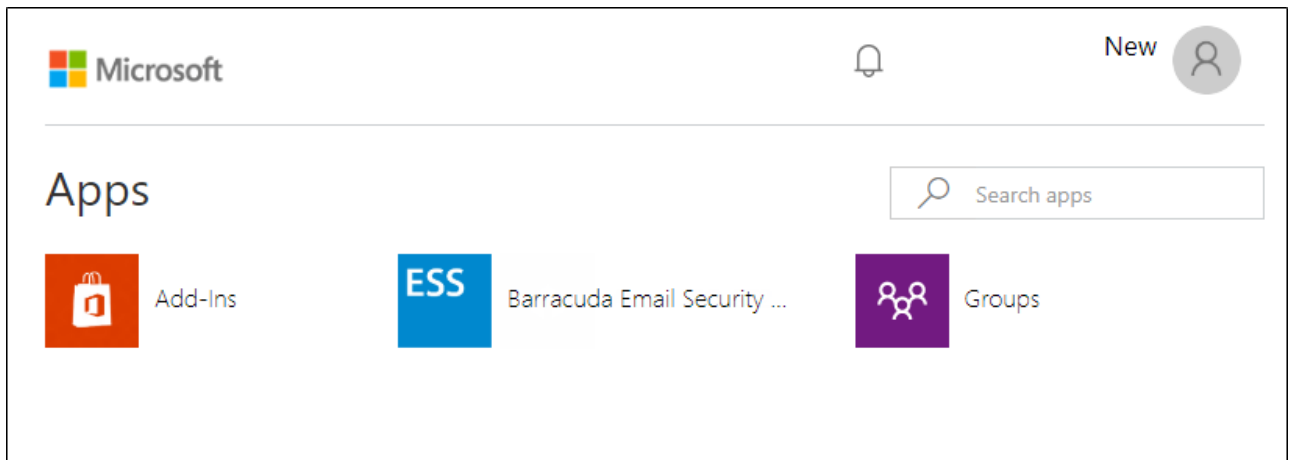 Microsoft
New
Apps
Search apps
Add-Ins
ESS
Barracuda Email Security ...
Groups